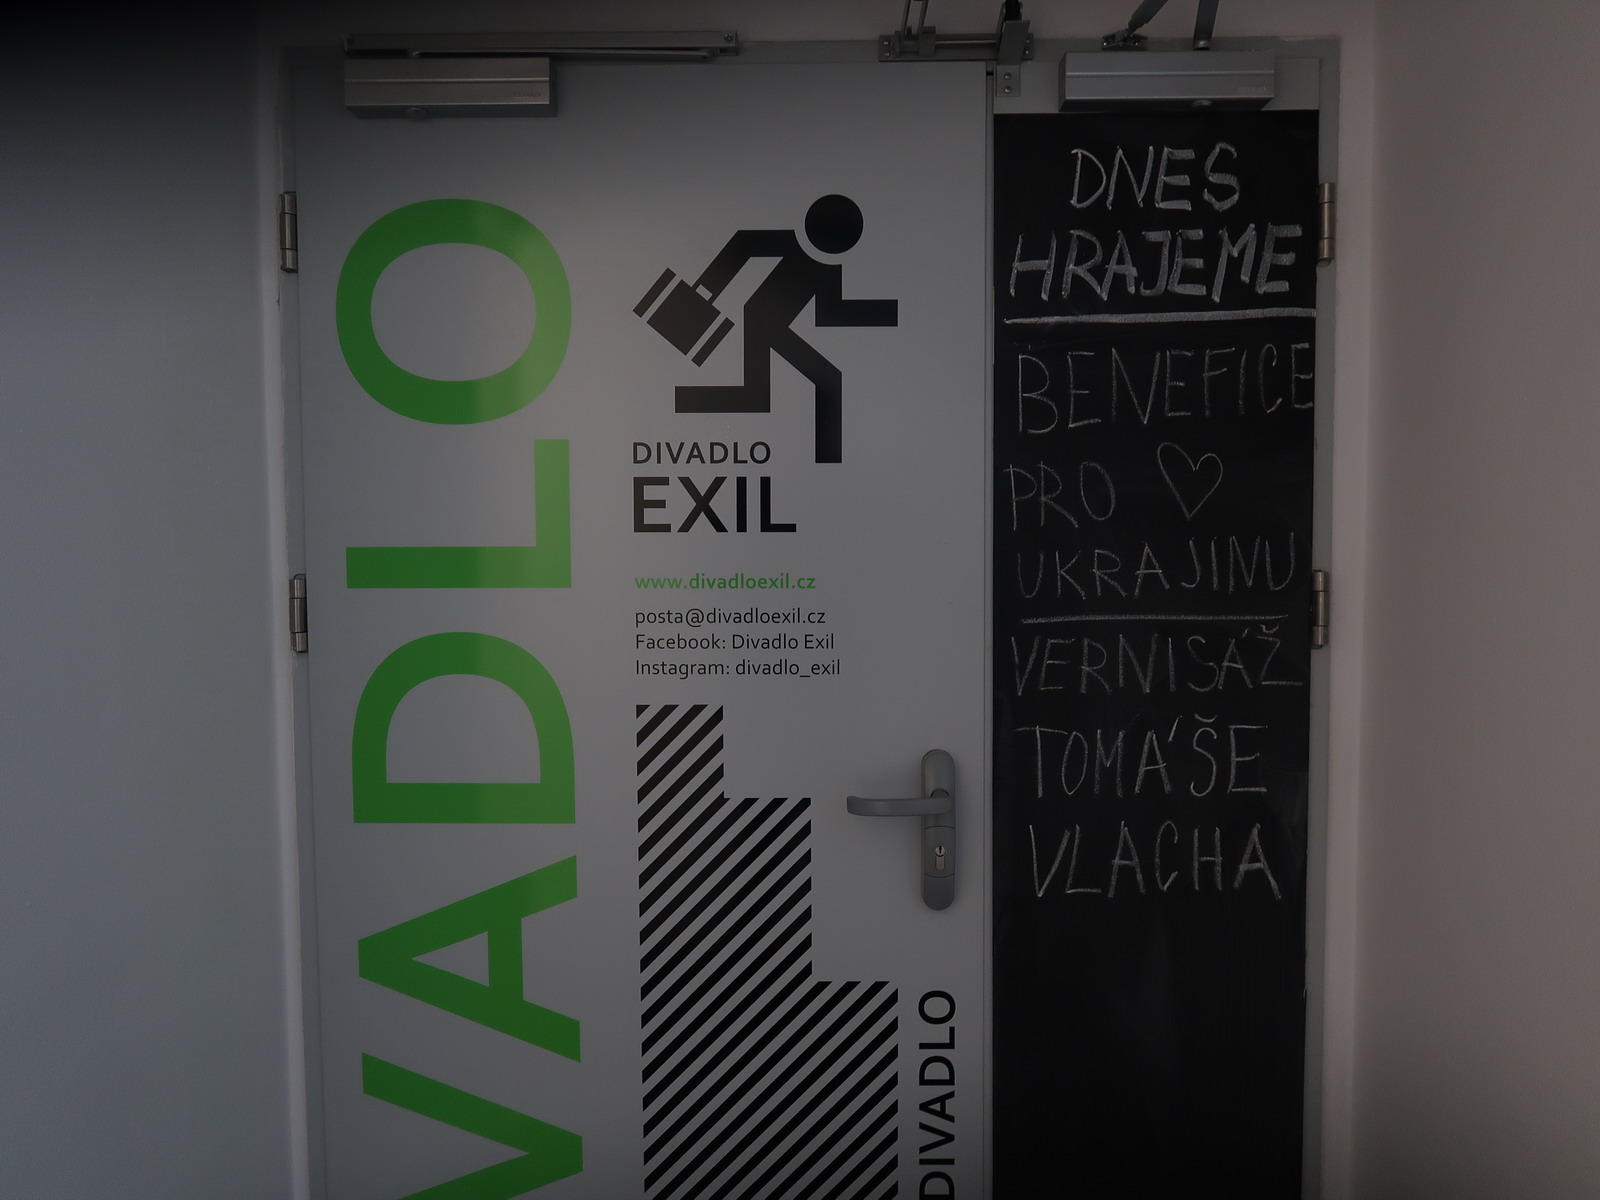 VADLO
DIVADLO
EXIL
www.divadloexil.cz
posta@divadloexil.cz
Facebook: Divadlo Exil
Instagram: divadlo_exil
DIVADLO
DNES
HRAJEME
BENEFICE
PRO ♡
UKRAJINU
VERNISÁŽ
TOMÁŠE
VLACHA